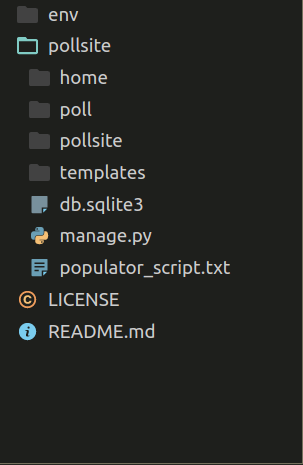 env
pollsite
home
poll
pollsite
templates
db.sqlite3
manage.py
populator_script.txt
LICENSE
README.md